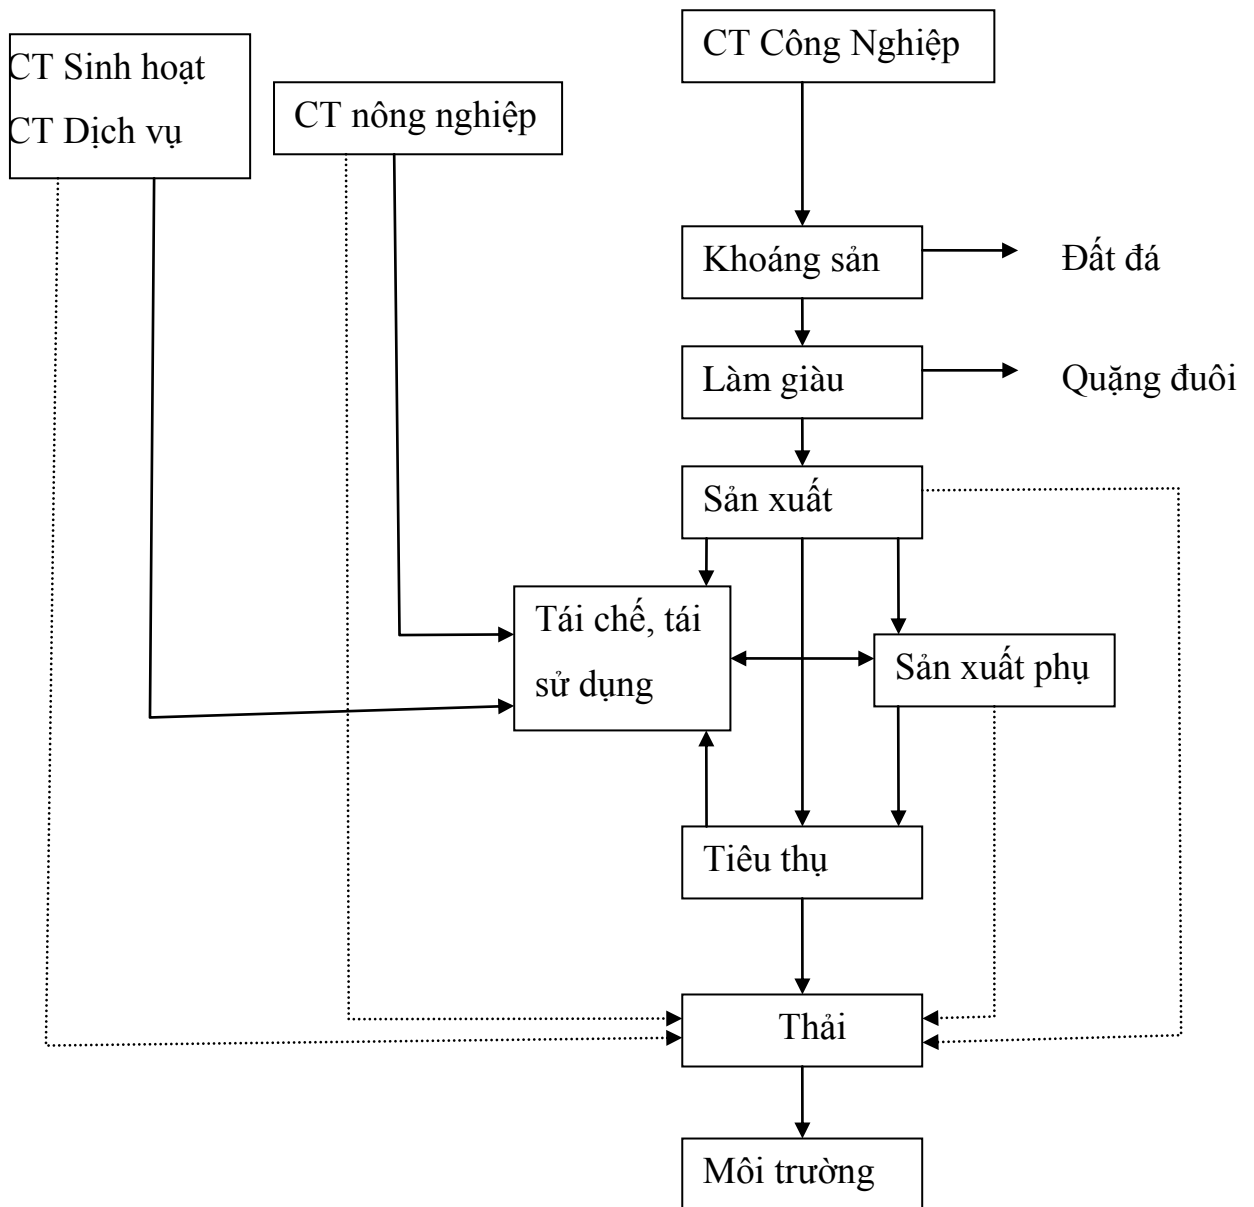 CT Công Nghiệp
CT Sinh hoạt
CT Dịch vụ
CT nông nghiệp
Khoáng sản
Đất đá
Làm giàu
Quặng đuôi
Sản xuất
Tái chế, tái
sử dụng
Sản xuất phụ
Tiêu thụ
Thải
Môi trường